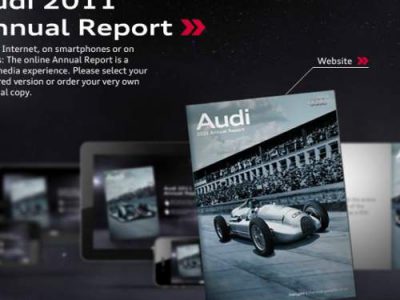 udi 2011
nnual Report »
Internet, on smartphones or on
s: The online Annual Report is a
media experience. Please select your
red version or order your very own
al copy.
Website »
Audi
2011 Annual Report